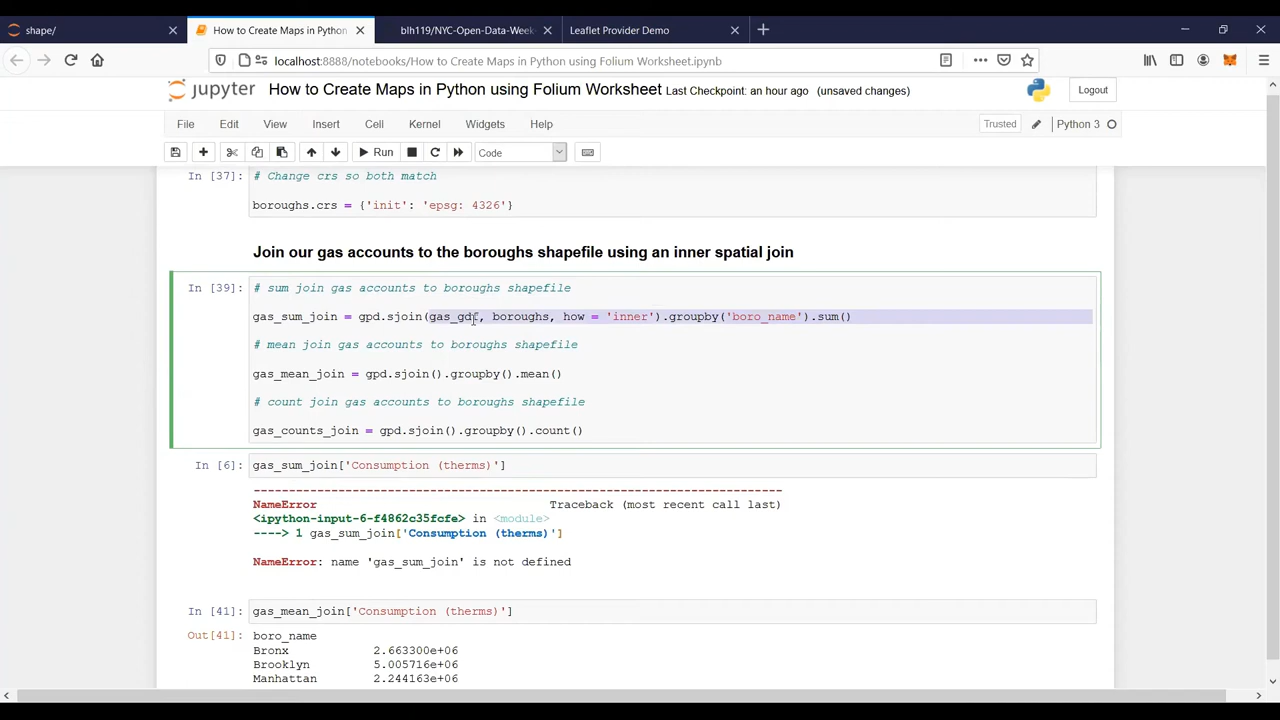 shape/
How to Create Maps in Python
blh119/NYC-Open-Data-Week-
Leaflet Provider Demo
localhost:8888/notebooks/How to Create Maps in Python using Folium Worksheet.ipynb
jupyter How to Create Maps in Python using Folium Worksheet Last Checkpoint: an hour ago (unsaved changes)
Logout
File Edit View Insert Cell Kernel Widgets Help
Trusted Python 3
Run Code
In [37]: # Change crs so both match
boroughs.crs = {'init': 'epsg: 4326'}
Join our gas accounts to the boroughs shapefile using an inner spatial join
In [39]: # sum join gas accounts to boroughs shapefile
gas_sum_join = gpd.sjoin(gas_gdf, boroughs, how = 'inner').groupby('boro_name').sum()
# mean join gas accounts to boroughs shapefile
gas_mean_join = gpd.sjoin().groupby().mean()
# count join gas accounts to boroughs shapefile
gas_counts_join = gpd.sjoin().groupby().count()
In [6]: gas_sum_join['Consumption (therms)']
---------------------------------------------------------------------------
NameError Traceback (most recent call last)
<ipython-input-6-f4862c35fcfe> in <module>
----> 1 gas_sum_join['Consumption (therms)']
NameError: name 'gas_sum_join' is not defined
In [41]: gas_mean_join['Consumption (therms)']
Out[41]: boro_name
Bronx 2.663300e+06
Brooklyn 5.005716e+06
Manhattan 2.244163e+06